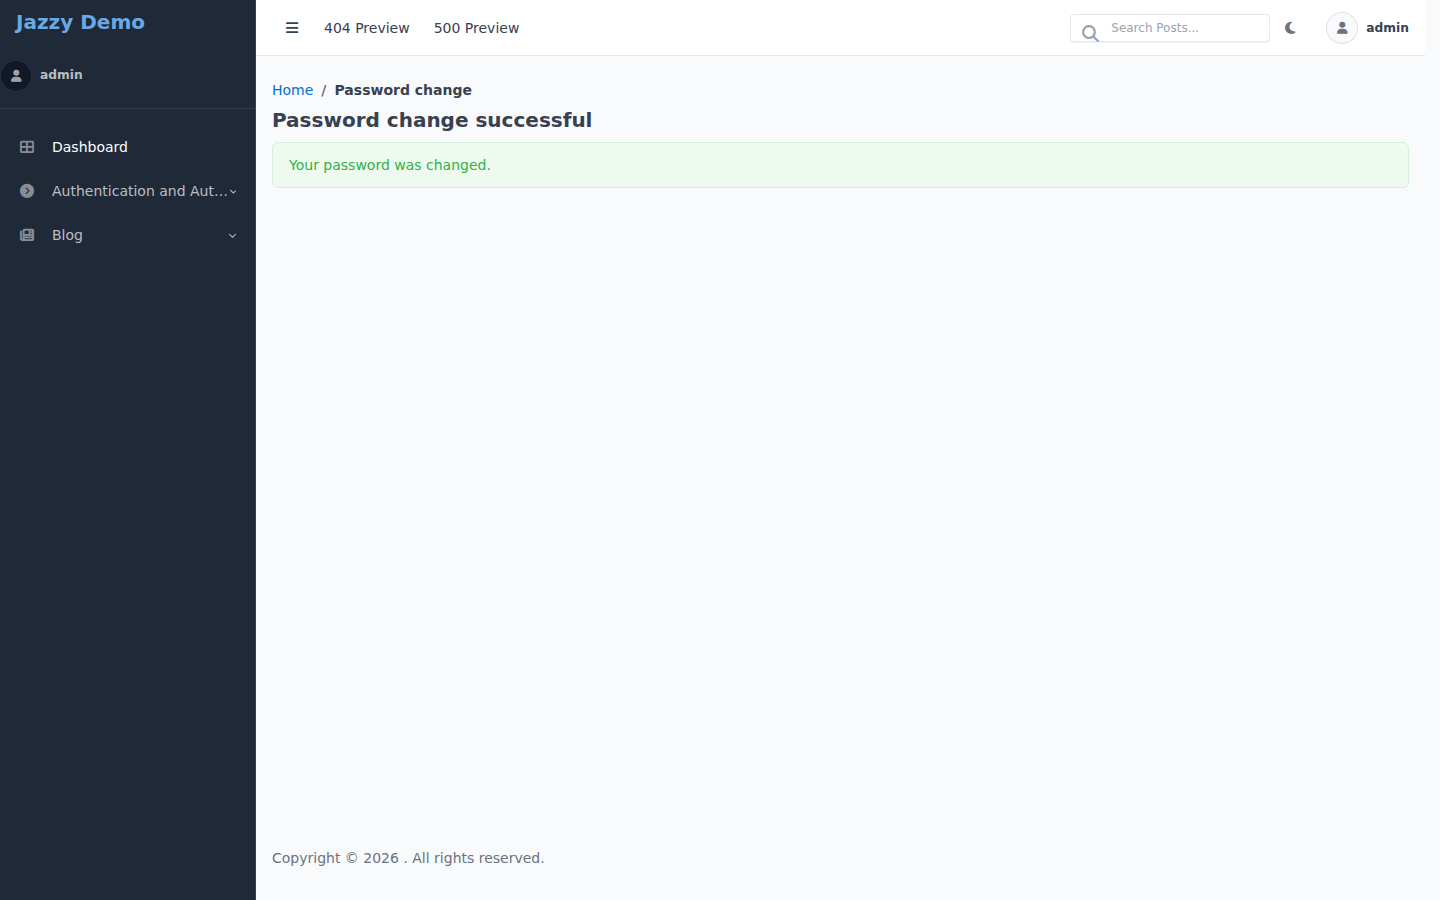 Jazzy Demo
admin
Dashboard
Authentication and Aut...
Blog
404 Preview
500 Preview
Search Posts...
admin
Home / Password change
Password change successful
Your password was changed.
Copyright © 2026 . All rights reserved.